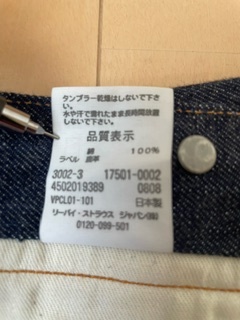 タンブラー乾燥はしないで下さ
い。
水や汗で濡れたまま長時間放置
しないで下さい。
品質表示
綿 100%
ラベル 皮革
3002-3 17501-0002
4502019389 0808
VPCL01-101 日本製
リーバイ・ストラウス ジャパン(株)
0120-099-501